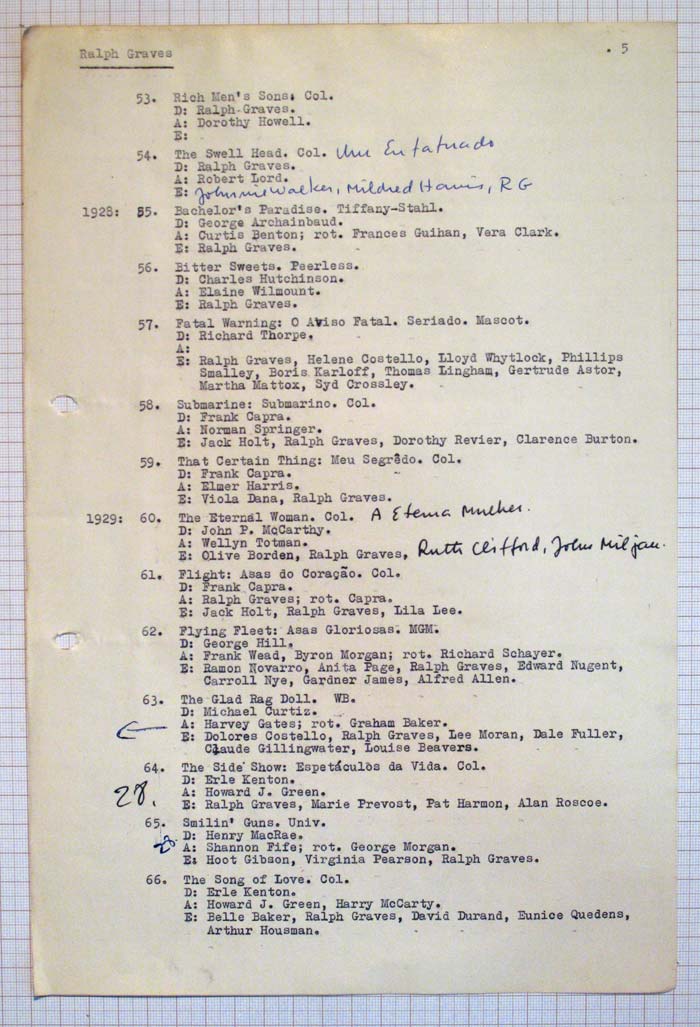 Ralph Graves
. 5
53. Rich Men's Sons. Col.
D: Ralph Graves.
A: Dorothy Howell.
E:
54. The Swell Head. Col. Um Enfatuado
D: Ralph Graves.
A: Robert Lord.
E: Johnnie Walker, Mildred Harris, RG
1928: 55. Bachelor's Paradise. Tiffany-Stahl.
D: George Archainbaud.
A: Curtis Benton; rot. Frances Guihan, Vera Clark.
E: Ralph Graves.
56. Bitter Sweets. Peerless.
D: Charles Hutchinson.
A: Elaine Wilmount.
E: Ralph Graves.
57. Fatal Warning: O Aviso Fatal. Seriado. Mascot.
D: Richard Thorpe.
A:
E: Ralph Graves, Helene Costello, Lloyd Whytlock, Phillips
Smalley, Boris Karloff, Thomas Lingham, Gertrude Astor,
Martha Mattox, Syd Crossley.
58. Submarine: Submarino. Col.
D: Frank Capra.
A: Norman Springer.
E: Jack Holt, Ralph Graves, Dorothy Revier, Clarence Burton.
59. That Certain Thing: Meu Segrêdo. Col.
D: Frank Capra.
A: Elmer Harris.
E: Viola Dana, Ralph Graves.
1929: 60. The Eternal Woman. Col. A Eterna Mulher.
D: John P. McCarthy.
A: Wellyn Totman.
E: Olive Borden, Ralph Graves, Ruth Clifford, John Miljan.
61. Flight: Asas do Coração. Col.
D: Frank Capra.
A: Ralph Graves; rot. Capra.
E: Jack Holt, Ralph Graves, Lila Lee.
62. Flying Fleet: Asas Gloriosas. MGM.
D: George Hill.
A: Frank Wead, Byron Morgan; rot. Richard Schayer.
E: Ramon Novarro, Anita Page, Ralph Graves, Edward Nugent,
Carroll Nye, Gardner James, Alfred Allen.
63. The Glad Rag Doll. WB.
D: Michael Curtiz.
A: Harvey Gates; rot. Graham Baker.
E: Dolores Costello, Ralph Graves, Lee Moran, Dale Fuller,
Claude Gillingwater, Louise Beavers.
64. The Side Show: Espetáculos da Vida. Col.
D: Erle Kenton.
28. A: Howard J. Green.
E: Ralph Graves, Marie Prevost, Pat Harmon, Alan Roscoe.
65. Smilin' Guns. Univ.
D: Henry MacRae.
28 A: Shannon Fife; rot. George Morgan.
E: Hoot Gibson, Virginia Pearson, Ralph Graves.
66. The Song of Love. Col.
D: Erle Kenton.
A: Howard J. Green, Harry McCarty.
E: Belle Baker, Ralph Graves, David Durand, Eunice Quedens,
Arthur Housman.